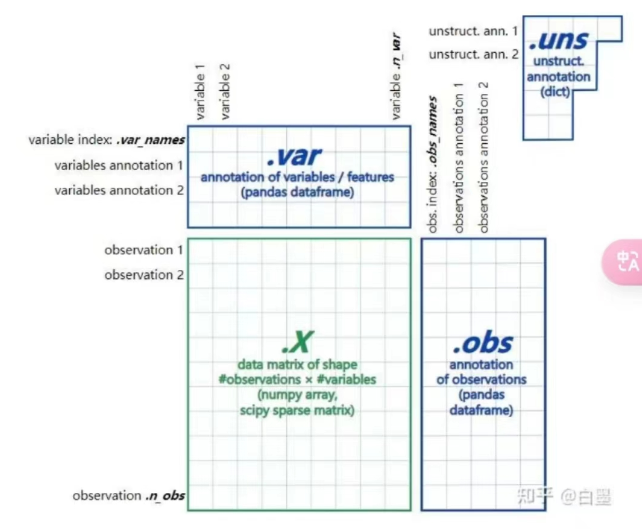 variable 1
variable 2
variable .n_var
unstruct. ann. 1
unstruct. ann. 2
.uns
unstruct.
annotation
(dict)
variable index: .var_names
variables annotation 1
variables annotation 2
.var
annotation of variables / features
(pandas dataframe)
obs. index: .obs_names
observations annotation 1
observations annotation 2
observation 1
observation 2
observation .n_obs
.X
data matrix of shape
#observations × #variables
(numpy array,
scipy sparse matrix)
.obs
annotation
of observations
(pandas
dataframe)
中
A
知乎 @白墨